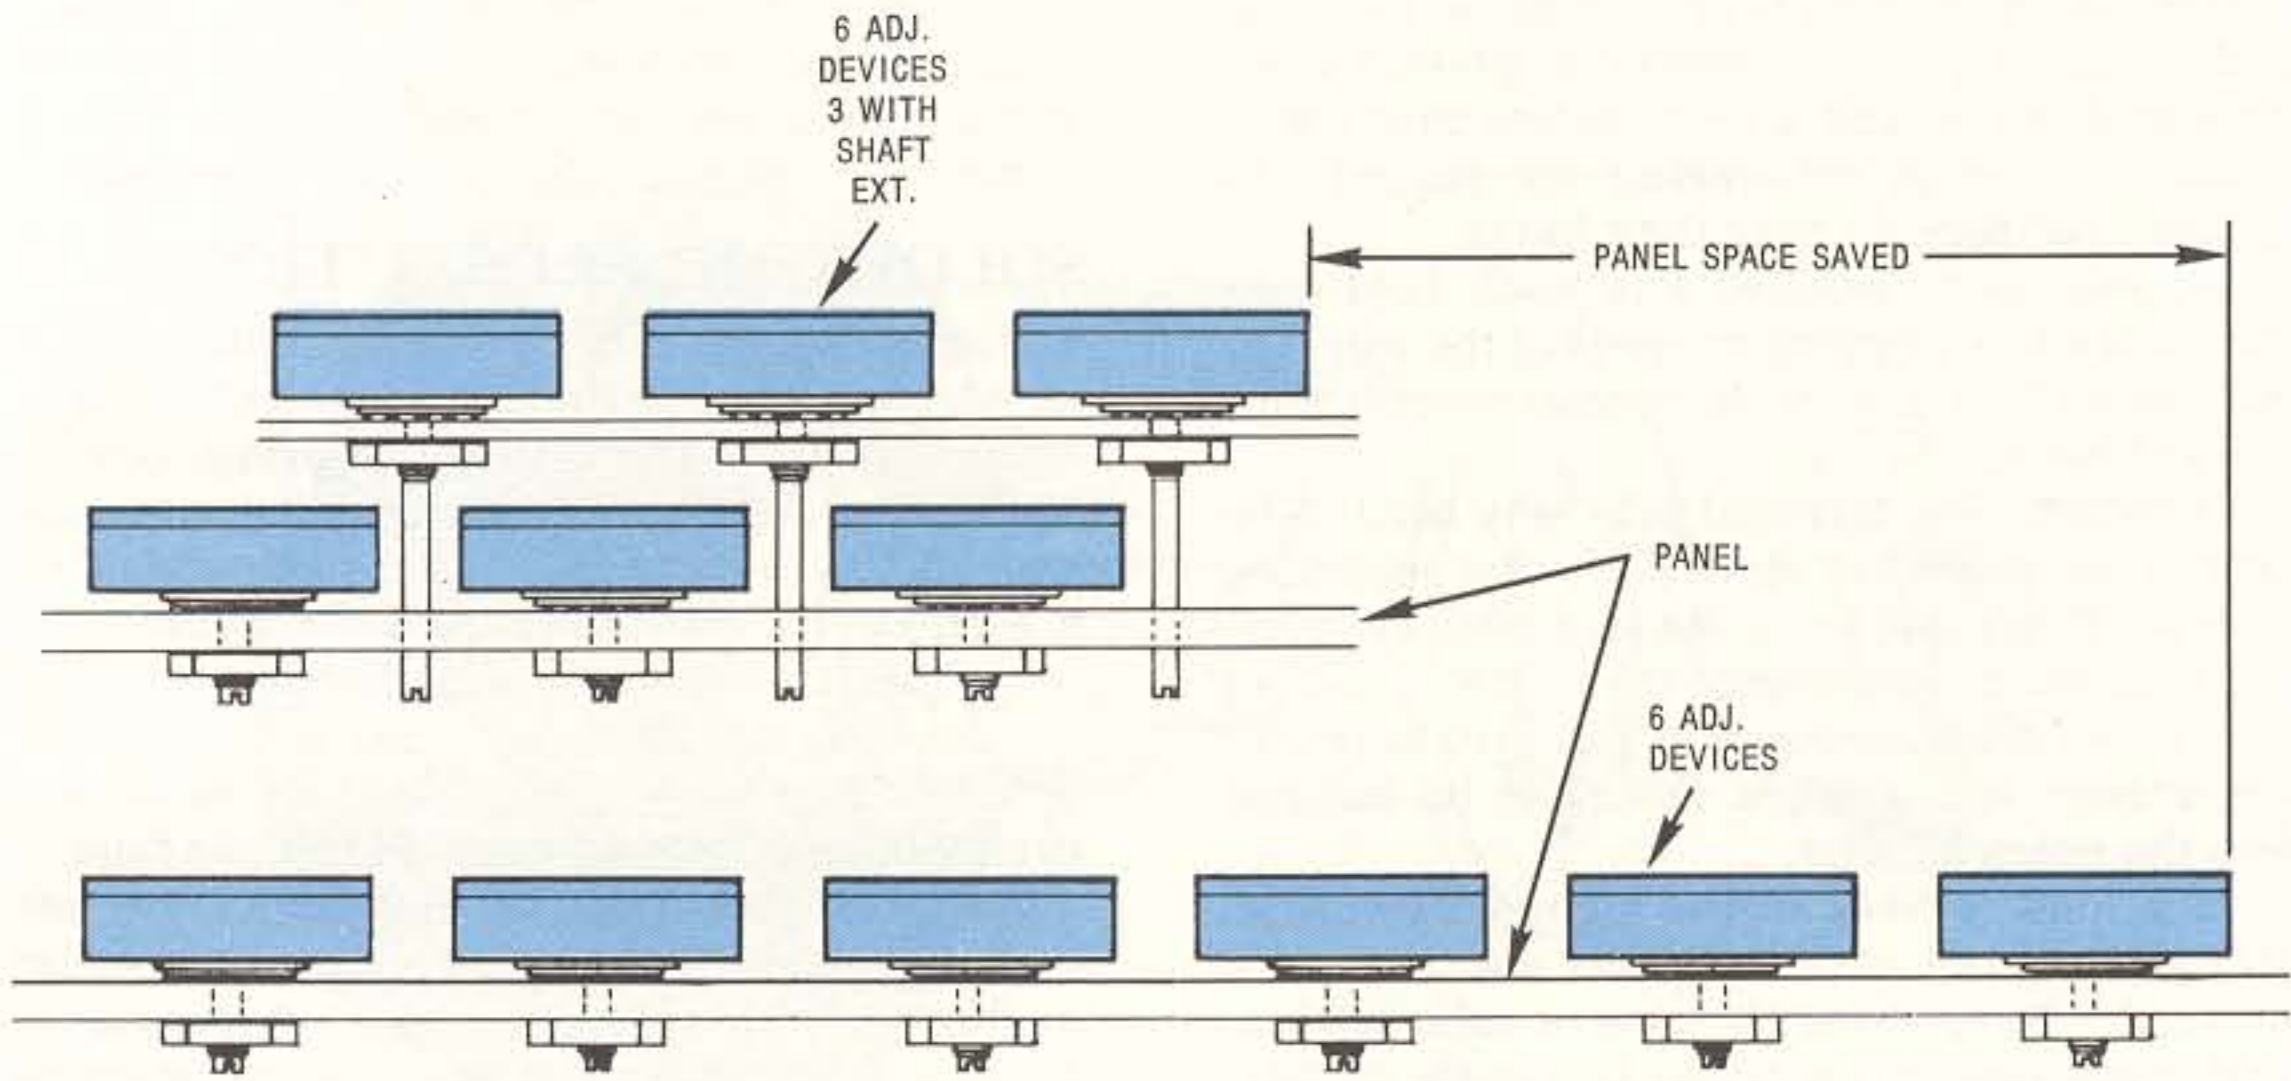 6 ADJ.
DEVICES
3 WITH
SHAFT
EXT.
PANEL SPACE SAVED
PANEL
6 ADJ.
DEVICES